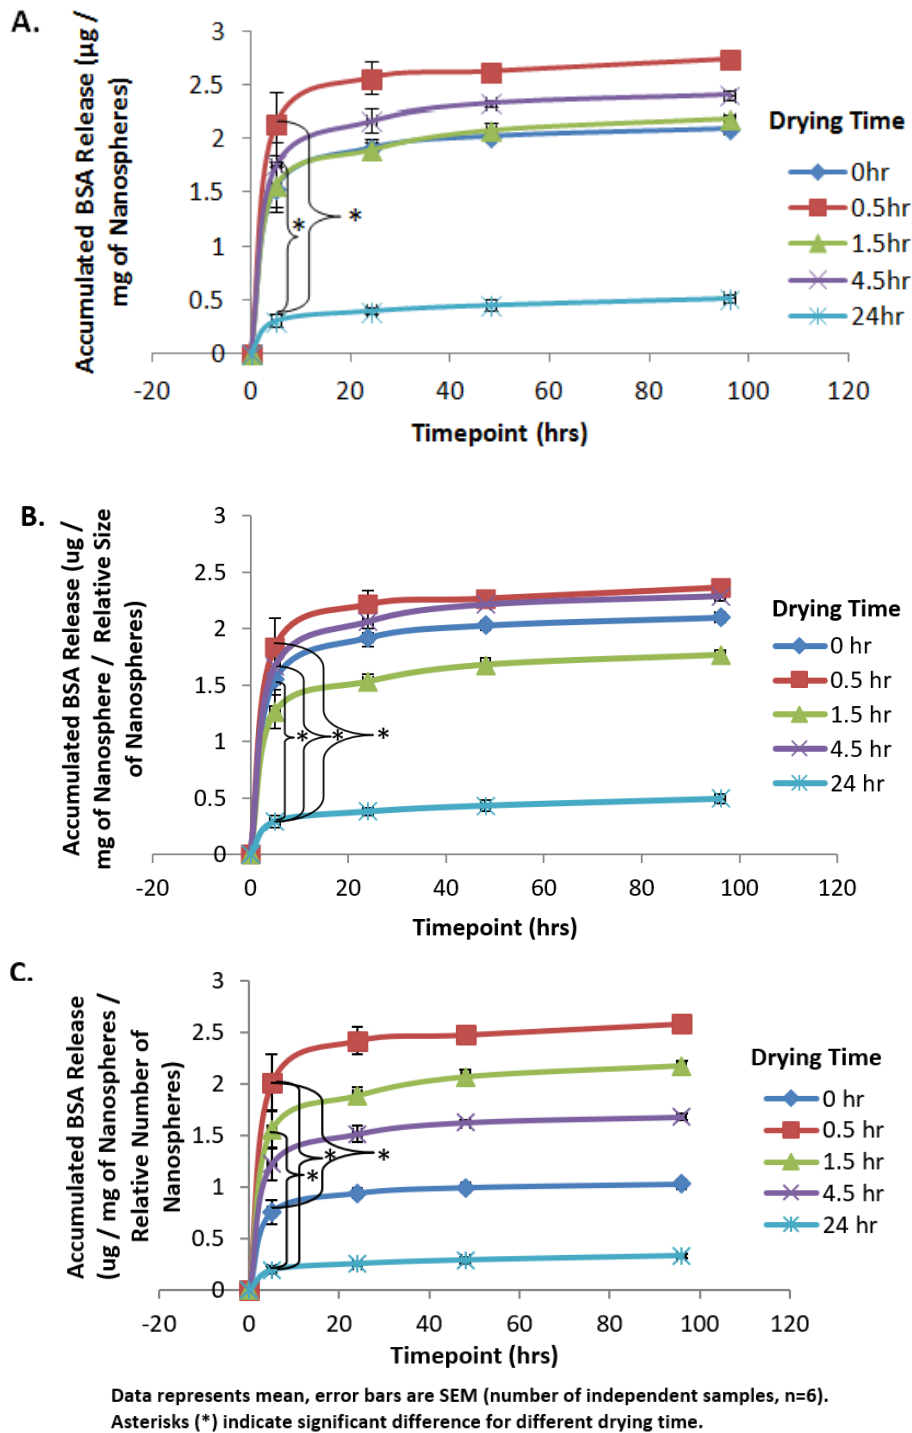 A.
Accumulated BSA Release (µg /
mg of Nanospheres)
3
2.5
2
1.5
1
0.5
0
-20
0
20
40
60
80
100
120
Timepoint (hrs)
*
*
Drying Time
0hr
0.5hr
1.5hr
4.5hr
24hr
B.
Accumulated BSA Release (ug /
mg of Nanosphere / Relative Size
of Nanospheres)
3
2.5
2
1.5
1
0.5
0
-20
0
20
40
60
80
100
120
Timepoint (hrs)
*
*
*
Drying Time
0 hr
0.5 hr
1.5 hr
4.5 hr
24 hr
C.
Accumulated BSA Release
(ug / mg of Nanospheres /
Relative Number of
Nanospheres)
3
2.5
2
1.5
1
0.5
0
-20
0
20
40
60
80
100
120
Timepoint (hrs)
*
*
*
Drying Time
0 hr
0.5 hr
1.5 hr
4.5 hr
24 hr
Data represents mean, error bars are SEM (number of independent samples, n=6).
Asterisks (*) indicate significant difference for different drying time.